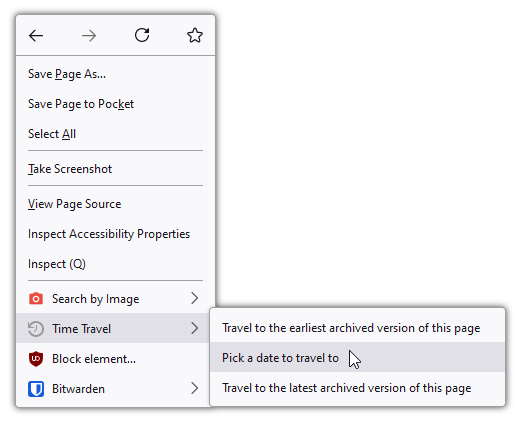 Save Page As...
Save Page to Pocket
Select All
Take Screenshot
View Page Source
Inspect Accessibility Properties
Inspect (Q)
Search by Image
Time Travel
Block element...
Bitwarden
Travel to the earliest archived version of this page
Pick a date to travel to
Travel to the latest archived version of this page